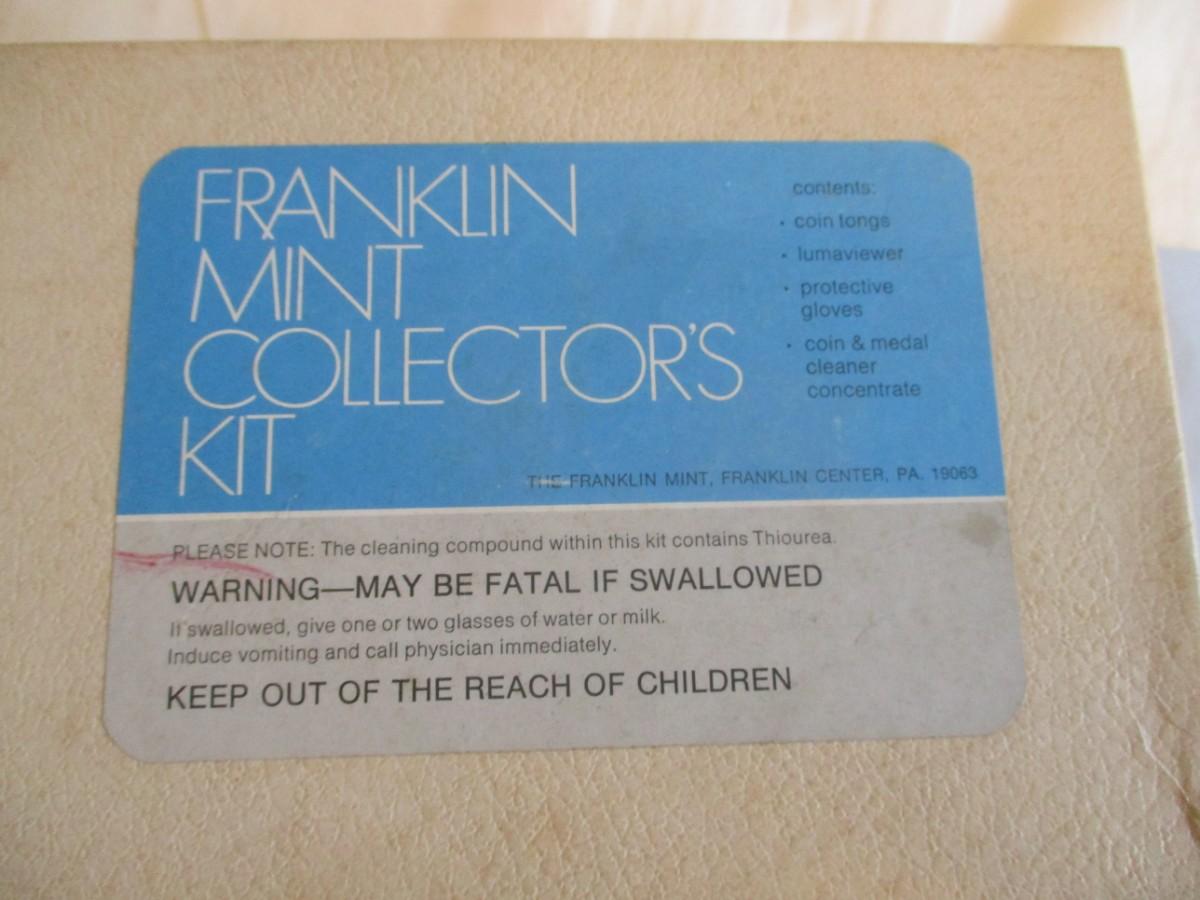 FRANKLIN
MINT
COLLECTOR'S
KIT
contents:
• coin tongs
• lumaviewer
• protective
gloves
• coin & medal
cleaner
concentrate
THE FRANKLIN MINT, FRANKLIN CENTER, PA. 19063
PLEASE NOTE: The cleaning compound within this kit contains Thiourea.
WARNING—MAY BE FATAL IF SWALLOWED
If swallowed, give one or two glasses of water or milk.
Induce vomiting and call physician immediately.
KEEP OUT OF THE REACH OF CHILDREN